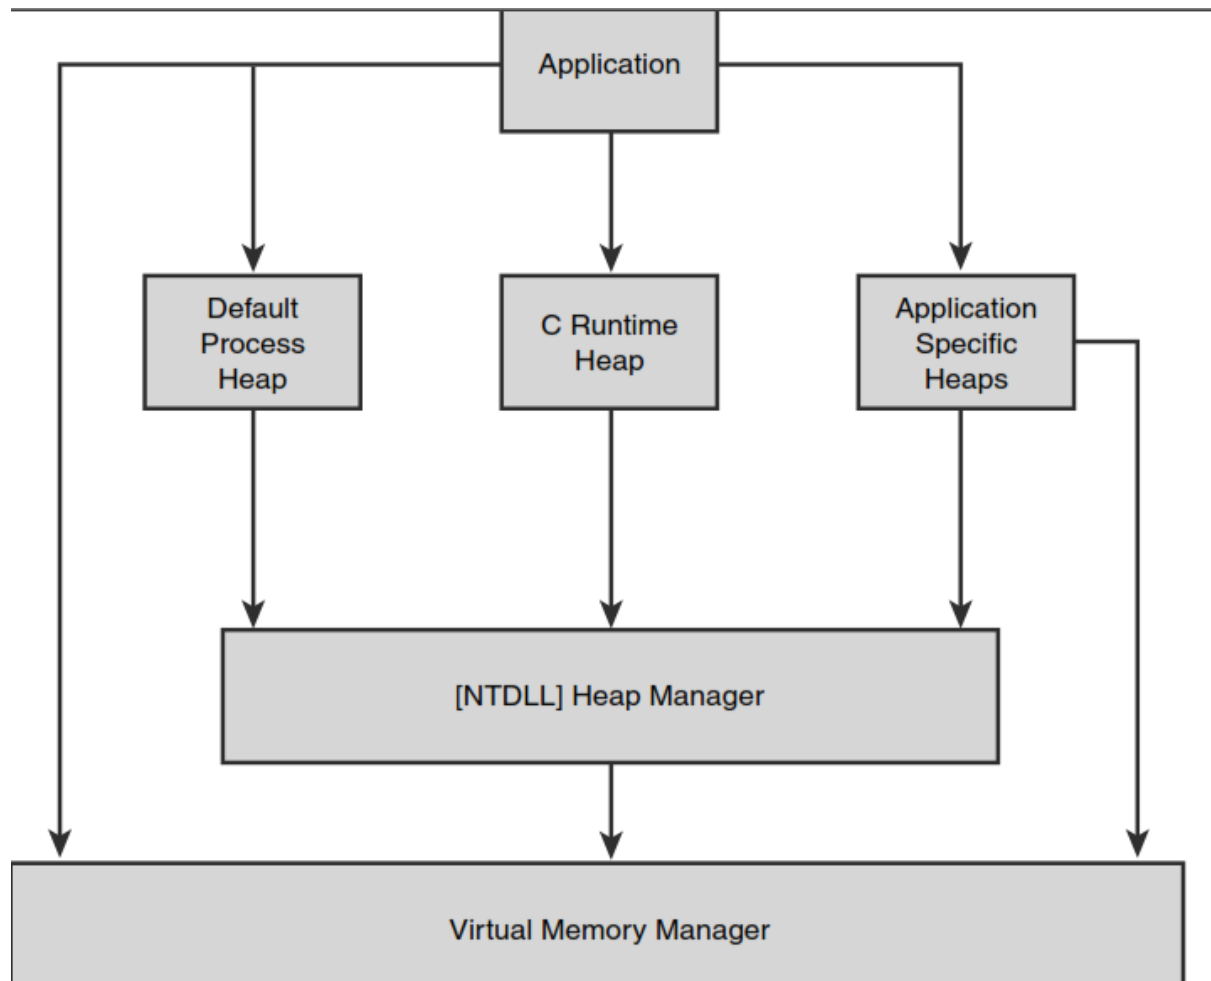 Application
Default
Process
Heap
C Runtime
Heap
Application
Specific
Heaps
[NTDLL] Heap Manager
Virtual Memory Manager